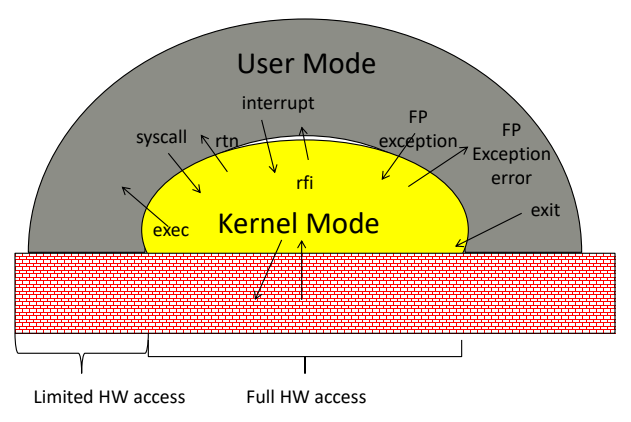 User Mode
interrupt
syscall
rtn
FP
exception
FP
Exception
error
rfi
exit
exec
Kernel Mode
Limited HW access
Full HW access